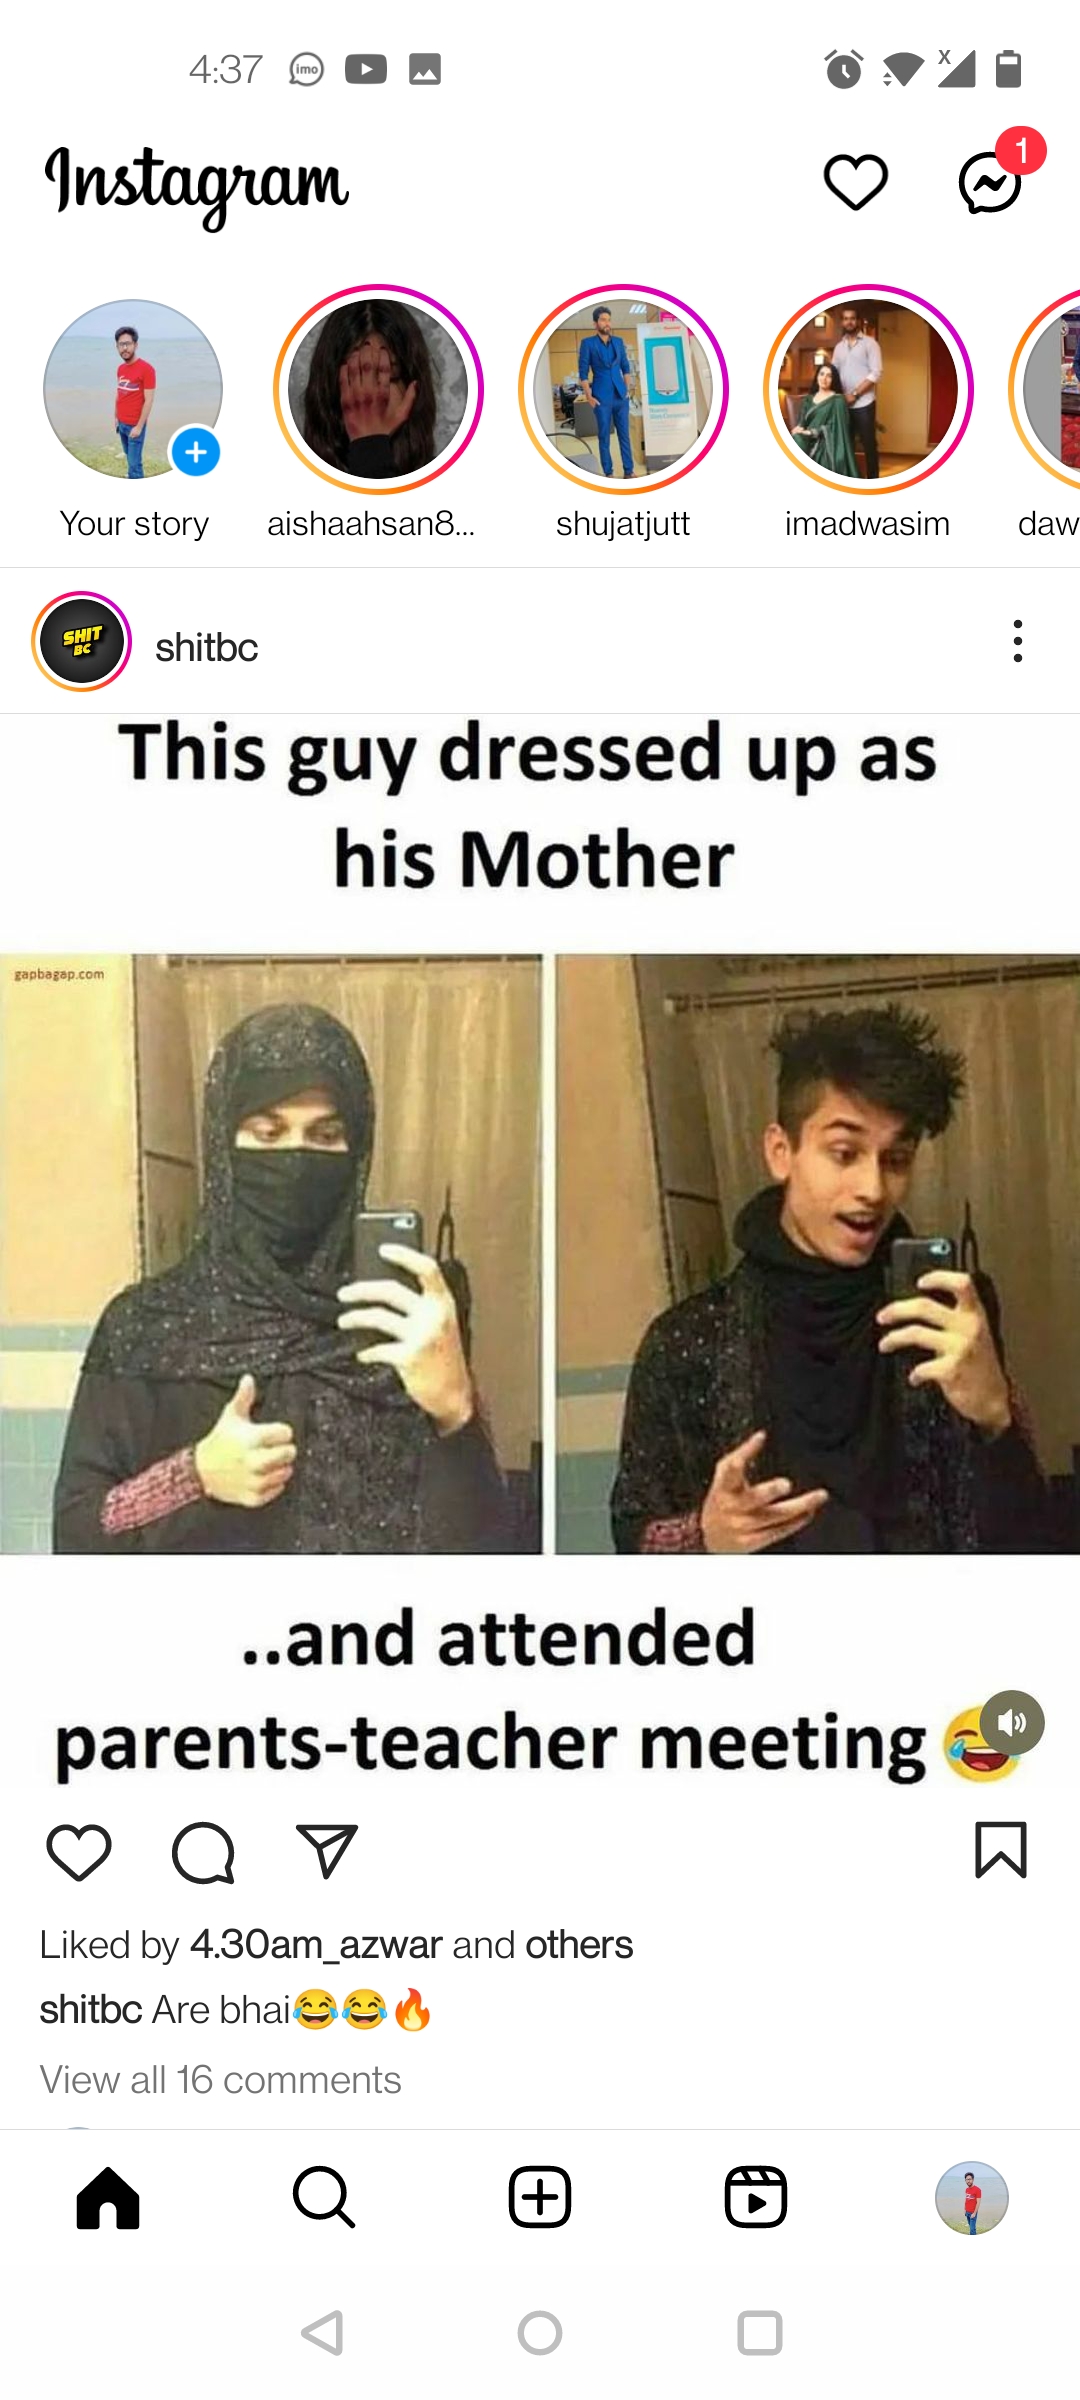 4:37
imo
Instagram
1
Your story
aishaahsan8...
shujatjutt
imadwasim
daw
SHIT
BC
shitbc
This guy dressed up as
his Mother
gapbagap.com
..and attended
parents-teacher meeting 😂
Liked by 4.30am_azwar and others
shitbc Are bhai😂😂🔥
View all 16 comments